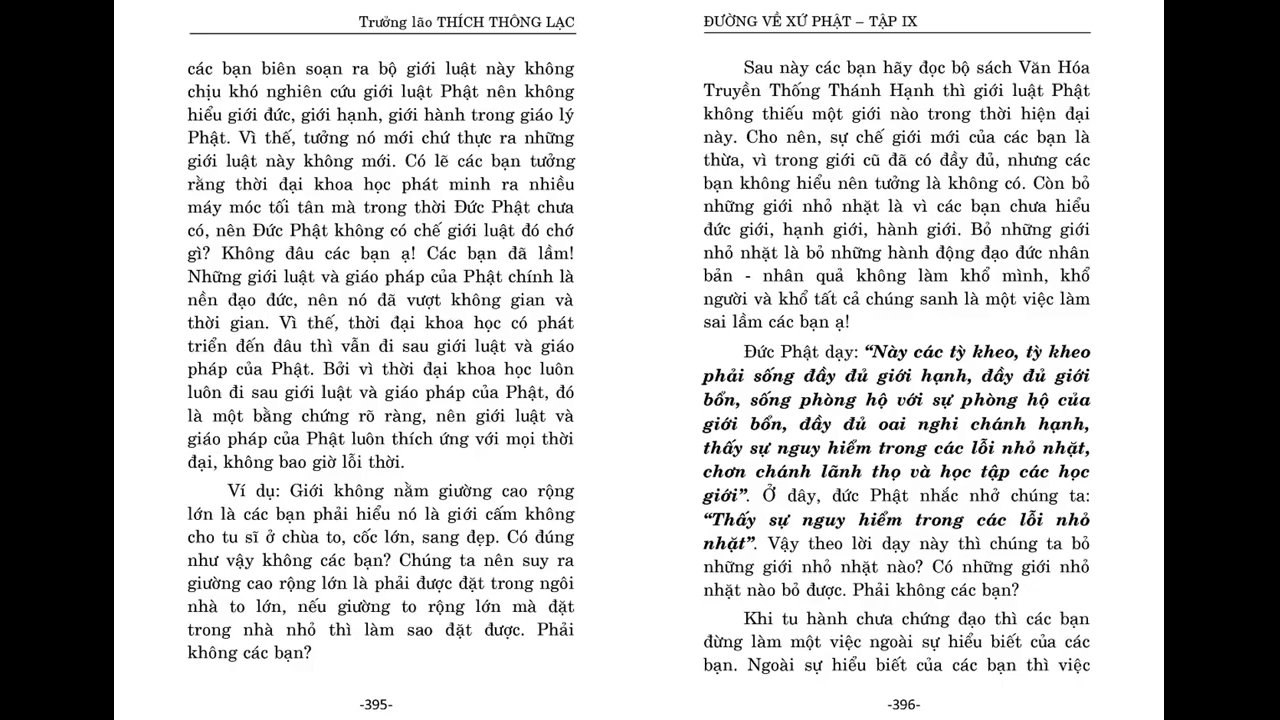 Trưởng lão THÍCH THÔNG LẠC
các bạn biên soạn ra bộ giới luật này không
chịu khó nghiên cứu giới luật Phật nên không
hiểu giới đức, giới hạnh, giới hành trong giáo lý
Phật. Vì thế, tưởng nó mới chứ thực ra những
giới luật này không mới. Có lẽ các bạn tưởng
rằng thời đại khoa học phát minh ra nhiều
máy móc tối tân mà trong thời Đức Phật chưa
có, nên Đức Phật không có chế giới luật đó chớ
gì? Không đâu các bạn ạ! Các bạn đã lầm!
Những giới luật và giáo pháp của Phật chính là
nền đạo đức, nên nó đã vượt không gian và
thời gian. Vì thế, thời đại khoa học có phát
triển đến đâu thì vẫn đi sau giới luật và giáo
pháp của Phật. Bởi vì thời đại khoa học luôn
luôn đi sau giới luật và giáo pháp của Phật, đó
là một bằng chứng rõ ràng, nên giới luật và
giáo pháp của Phật luôn thích ứng với mọi thời
đại, không bao giờ lỗi thời.
Ví dụ: Giới không nằm giường cao rộng
lớn là các bạn phải hiểu nó là giới cấm không
cho tu sĩ ở chùa to, cốc lớn, sang đẹp. Có đúng
như vậy không các bạn? Chúng ta nên suy ra
giường cao rộng lớn là phải được đặt trong ngôi
nhà to lớn, nếu giường to rộng lớn mà đặt
trong nhà nhỏ thì làm sao đặt được. Phải
không các bạn?
-395-
ĐƯỜNG VỀ XỨ PHẬT – TẬP IX
Sau này các bạn hãy đọc bộ sách Văn Hóa
Truyền Thống Thánh Hạnh thì giới luật Phật
không thiếu một giới nào trong thời hiện đại
này. Cho nên, sự chế giới mới của các bạn là
thừa, vì trong giới cũ đã có đầy đủ, nhưng các
bạn không hiểu nên tưởng là không có. Còn bỏ
những giới nhỏ nhặt là vì các bạn chưa hiểu
đức giới, hạnh giới, hành giới. Bỏ những giới
nhỏ nhặt là bỏ những hành động đạo đức nhân
bản - nhân quả không làm khổ mình, khổ
người và khổ tất cả chúng sanh là một việc làm
sai lầm các bạn ạ!
Đức Phật dạy: “Này các tỳ kheo, tỳ kheo
phải sống đầy đủ giới hạnh, đầy đủ giới
bổn, sống phòng hộ với sự phòng hộ của
giới bổn, đầy đủ oai nghi chánh hạnh,
thấy sự nguy hiểm trong các lỗi nhỏ nhặt,
chơn chánh lãnh thọ và học tập các học
giới”. Ở đây, đức Phật nhắc nhở chúng ta:
“Thấy sự nguy hiểm trong các lỗi nhỏ
nhặt”. Vậy theo lời dạy này thì chúng ta bỏ
những giới nhỏ nhặt nào? Có những giới nhỏ
nhặt nào bỏ được. Phải không các bạn?
Khi tu hành chưa chứng đạo thì các bạn
đừng làm một việc ngoài sự hiểu biết của các
bạn. Ngoài sự hiểu biết của các bạn thì việc
-396-